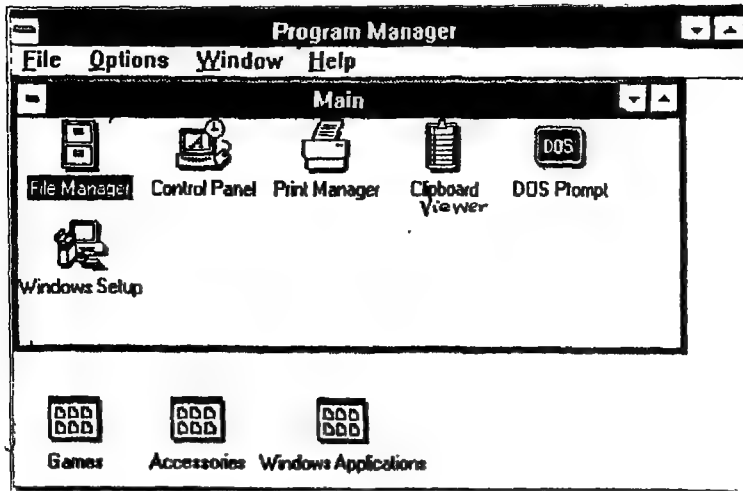 Program Manager
File Options Window Help
Main
File Manager Control Panel Print Manager Clipboard Viewer DOS Prompt
Windows Setup
Games Accessories Windows Applications